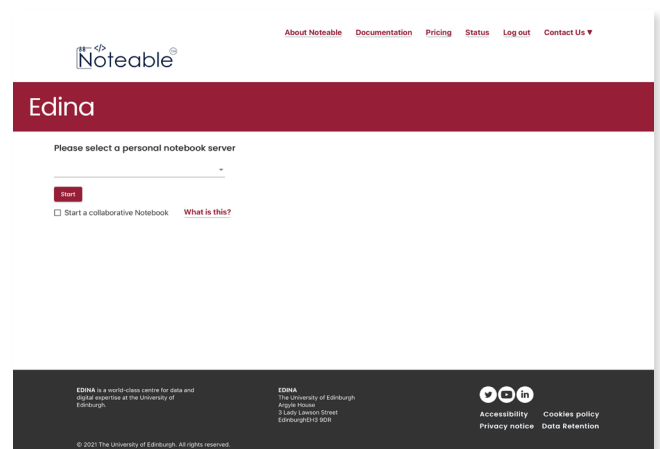 About Noteable Documentation Pricing Status Log out Contact Us ▼
</>
Noteable
Edina
Please select a personal notebook server
Start
Start a collaborative Notebook What is this?
EDINA is a world-class centre for data and
digital expertise at the University of
Edinburgh.
EDINA
The University of Edinburgh
Argyle House
3 Lady Lawson Street
EdinburghEH3 9DR
in
Accessibility Cookies policy
Privacy notice Data Retention
© 2021 The University of Edinburgh. All rights reserved.